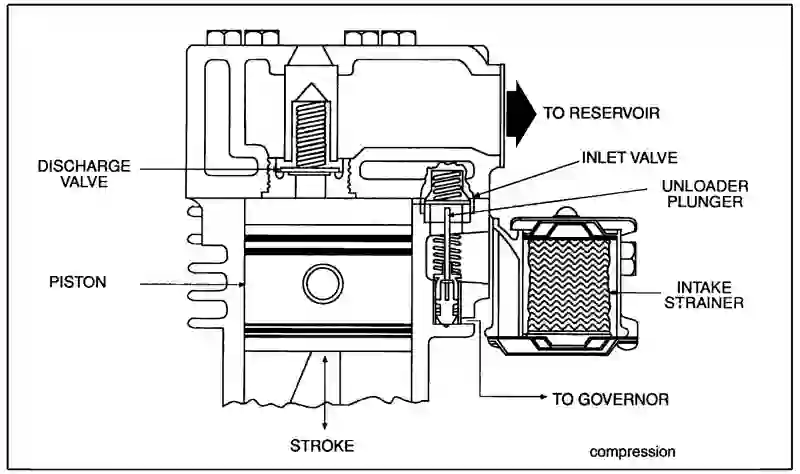 TO RESERVOIR
DISCHARGE
VALVE
INLET VALVE
UNLOADER
PLUNGER
PISTON
INTAKE
STRAINER
TO GOVERNOR
STROKE
compression